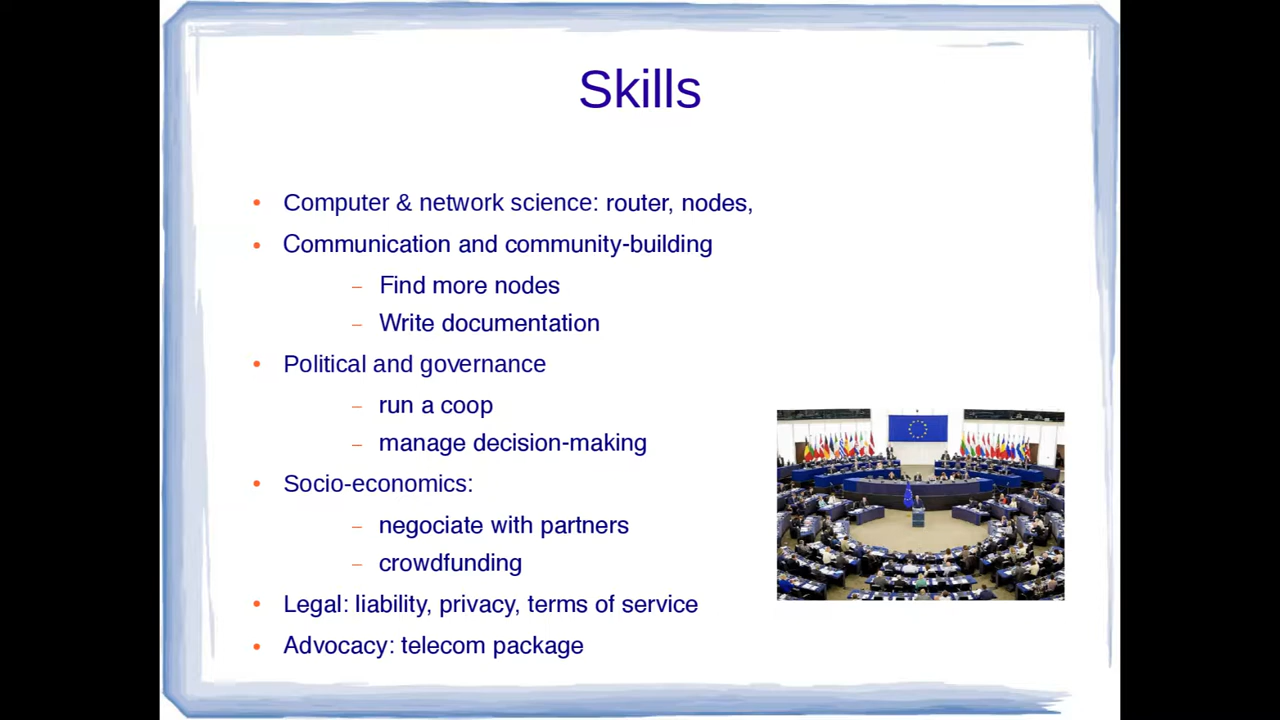 Skills
• Computer & network science: router, nodes,
• Communication and community-building
– Find more nodes
– Write documentation
• Political and governance
– run a coop
– manage decision-making
• Socio-economics:
– negociate with partners
– crowdfunding
• Legal: liability, privacy, terms of service
• Advocacy: telecom package